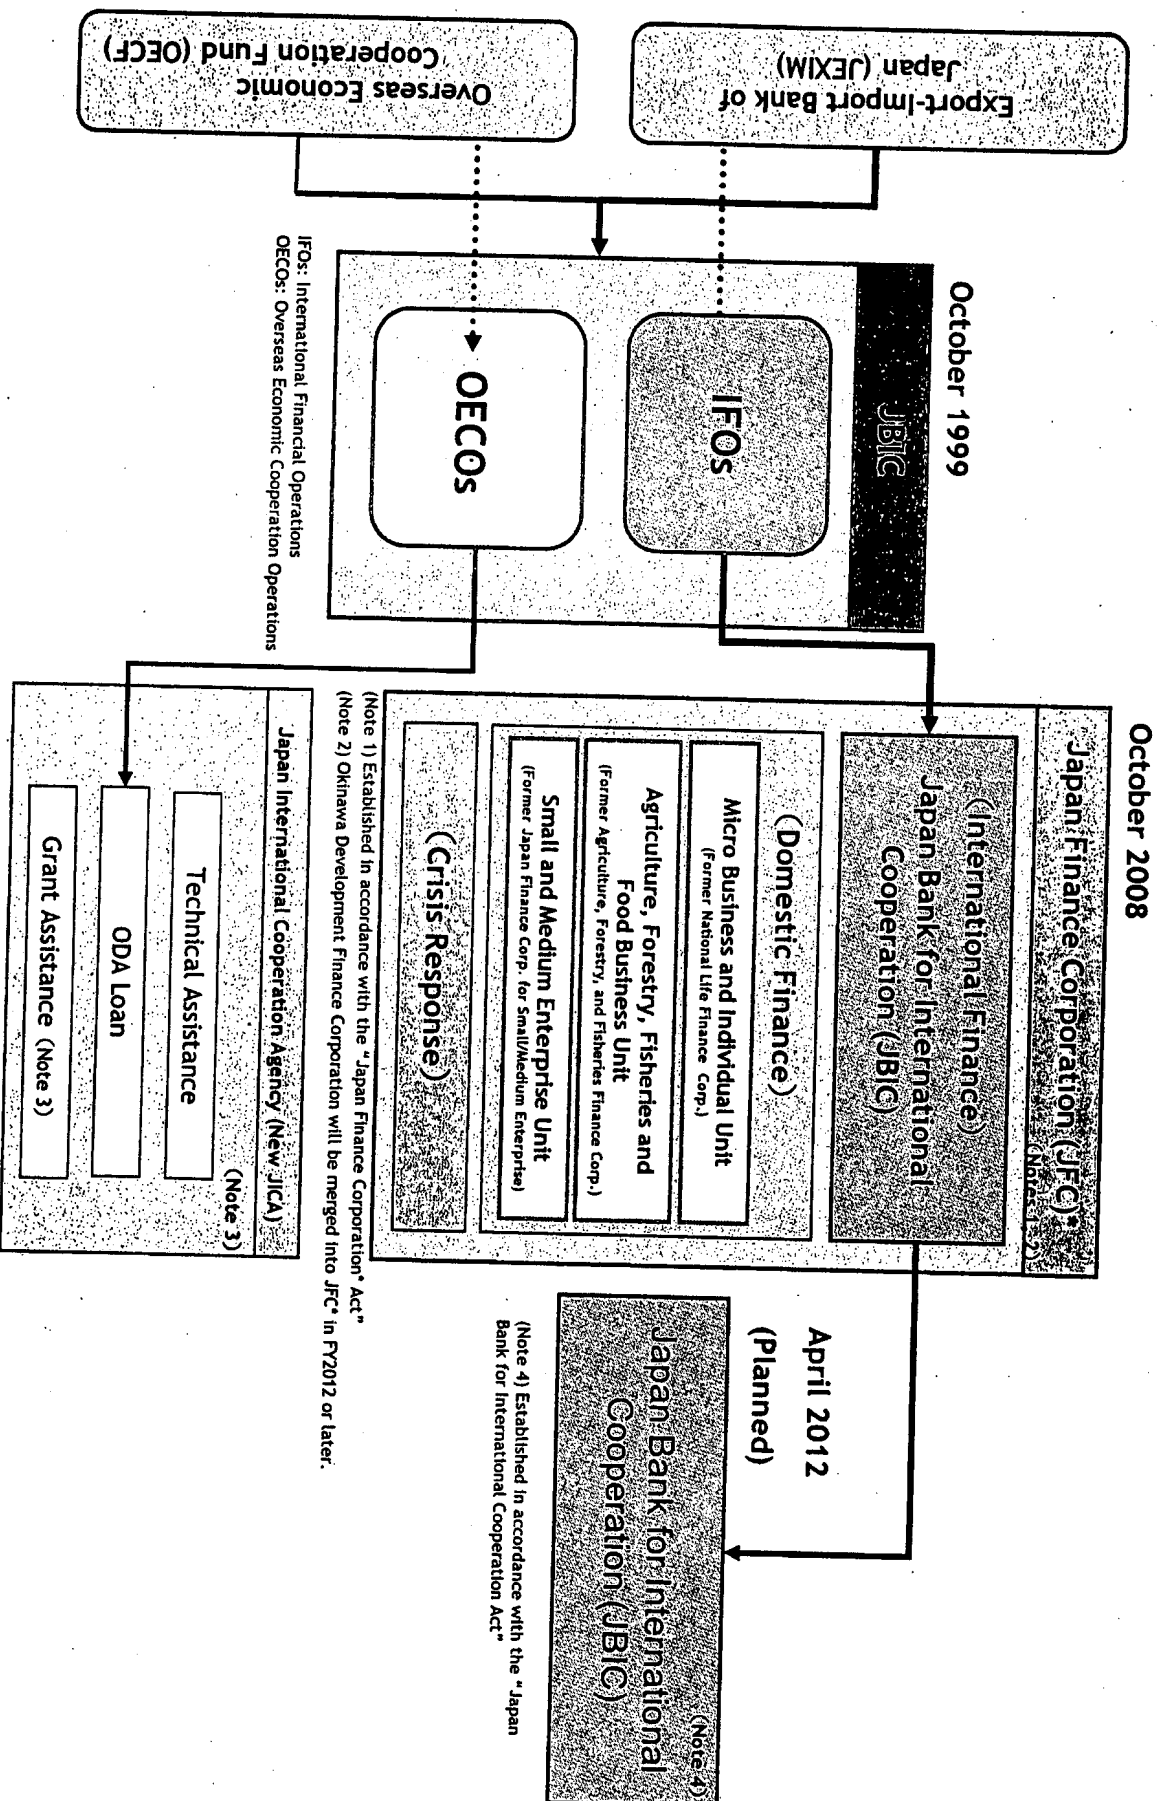 Export-Import Bank of
Japan (JEXIM)
Overseas Economic
Cooperation Fund (OECF)
October 1999
JBIC
IFOs
OECOs
IFOs: International Financial Operations
OECOs: Overseas Economic Cooperation Operations
October 2008
Japan Finance Corporation (JFC)*
(Notes 1, 2)
(International Finance)
Japan Bank for International
Cooperation (JBIC)
(Domestic Finance)
Micro Business and Individual Unit
(Former National Life Finance Corp.)
Agriculture, Forestry, Fisheries and
Food Business Unit
(Former Agriculture, Forestry, and Fisheries Finance Corp.)
Small and Medium Enterprise Unit
(Former Japan Finance Corp. for Small/Medium Enterprise)
(Crisis Response)
(Note 1) Established in accordance with the "Japan Finance Corporation* Act"
(Note 2) Okinawa Development Finance Corporation will be merged into JFC* in FY2012 or later.
Japan International Cooperation Agency (New JICA)
(Note 3)
Technical Assistance
ODA Loan
Grant Assistance (Note 3)
April 2012
(Planned)
(Note 4)
Japan Bank for International
Cooperation (JBIC)
(Note 4) Established in accordance with the "Japan
Bank for International Cooperation Act"